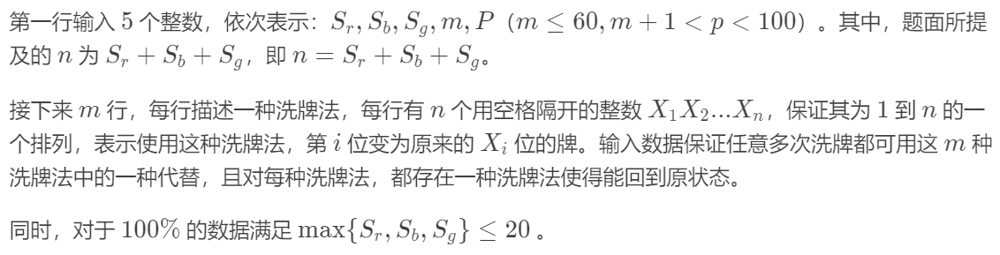 第一行输入 5 个整数，依次表示：$S_r, S_b, S_g, m, P$（$m \leq 60, m + 1 < p < 100$）。其中，题面所提
及的 $n$ 为 $S_r + S_b + S_g$，即 $n = S_r + S_b + S_g$。
接下来 $m$ 行，每行描述一种洗牌法，每行有 $n$ 个用空格隔开的整数 $X_1 X_2 ... X_n$，保证其为 1 到 $n$ 的一
个排列，表示使用这种洗牌法，第 $i$ 位变为原来的 $X_i$ 位的牌。输入数据保证任意多次洗牌都可用这 $m$ 种
洗牌法中的一种代替，且对每种洗牌法，都存在一种洗牌法使得能回到原状态。
同时，对于 100% 的数据满足 $\max\{S_r, S_b, S_g\} \leq 20$ 。